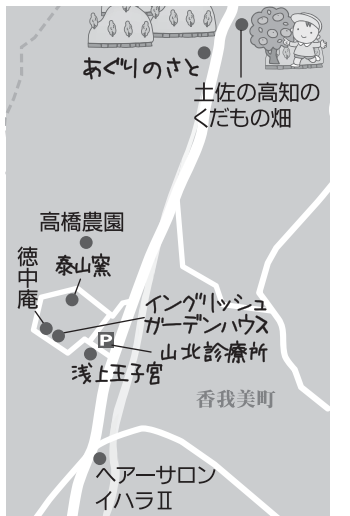 あぐりのさと
土佐の高知の
くだもの畑
高橋農園
徳中庵
泰山窯
イングリッシュ
ガーデンハウス
P
山北診療所
浅上王子宮
香我美町
ヘアーサロン
イハラⅡ